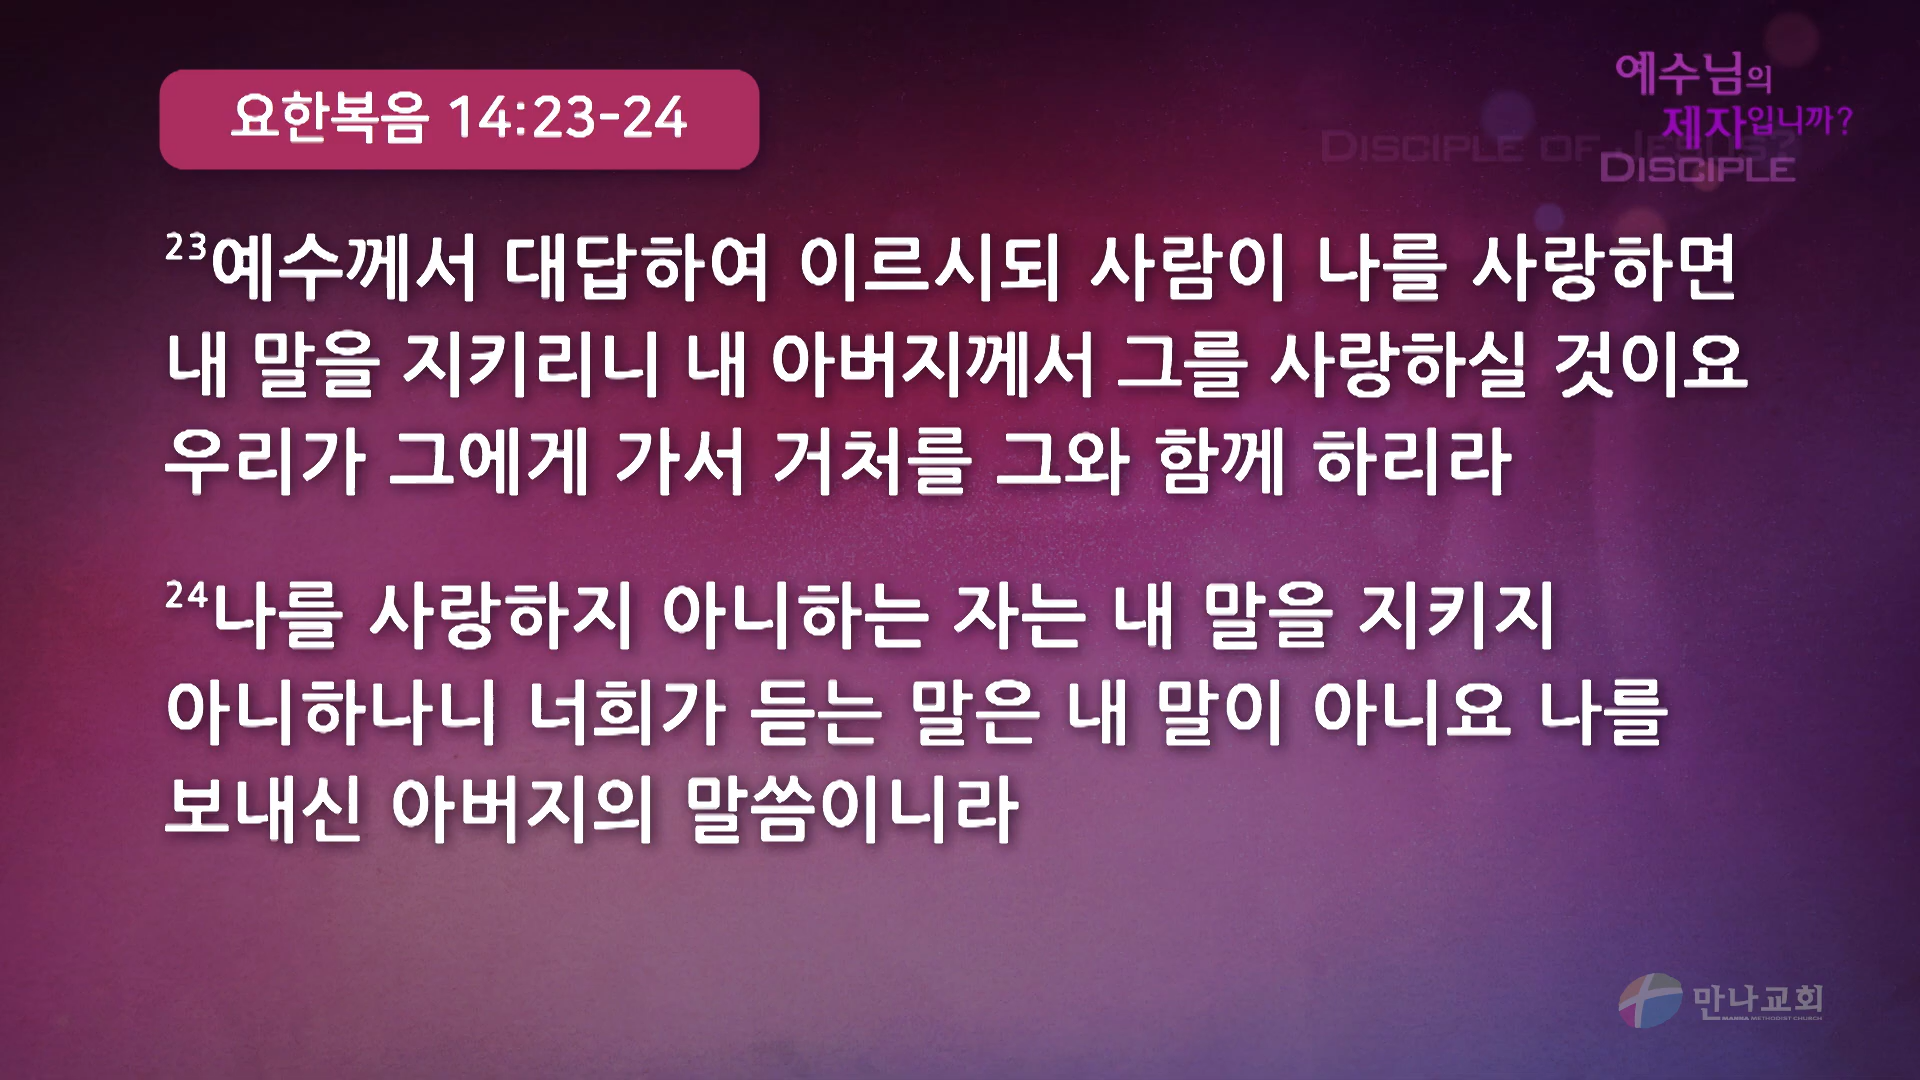 요한복음 14:23-24
예수님의
제자입니까?
DISCIPLE OF JESUS?
DISCIPLE
23예수께서 대답하여 이르시되 사람이 나를 사랑하면
내 말을 지키리니 내 아버지께서 그를 사랑하실 것이요
우리가 그에게 가서 거처를 그와 함께 하리라
24나를 사랑하지 아니하는 자는 내 말을 지키지
아니하나니 너희가 듣는 말은 내 말이 아니요 나를
보내신 아버지의 말씀이니라
만나교회
MANNA METHODIST CHURCH